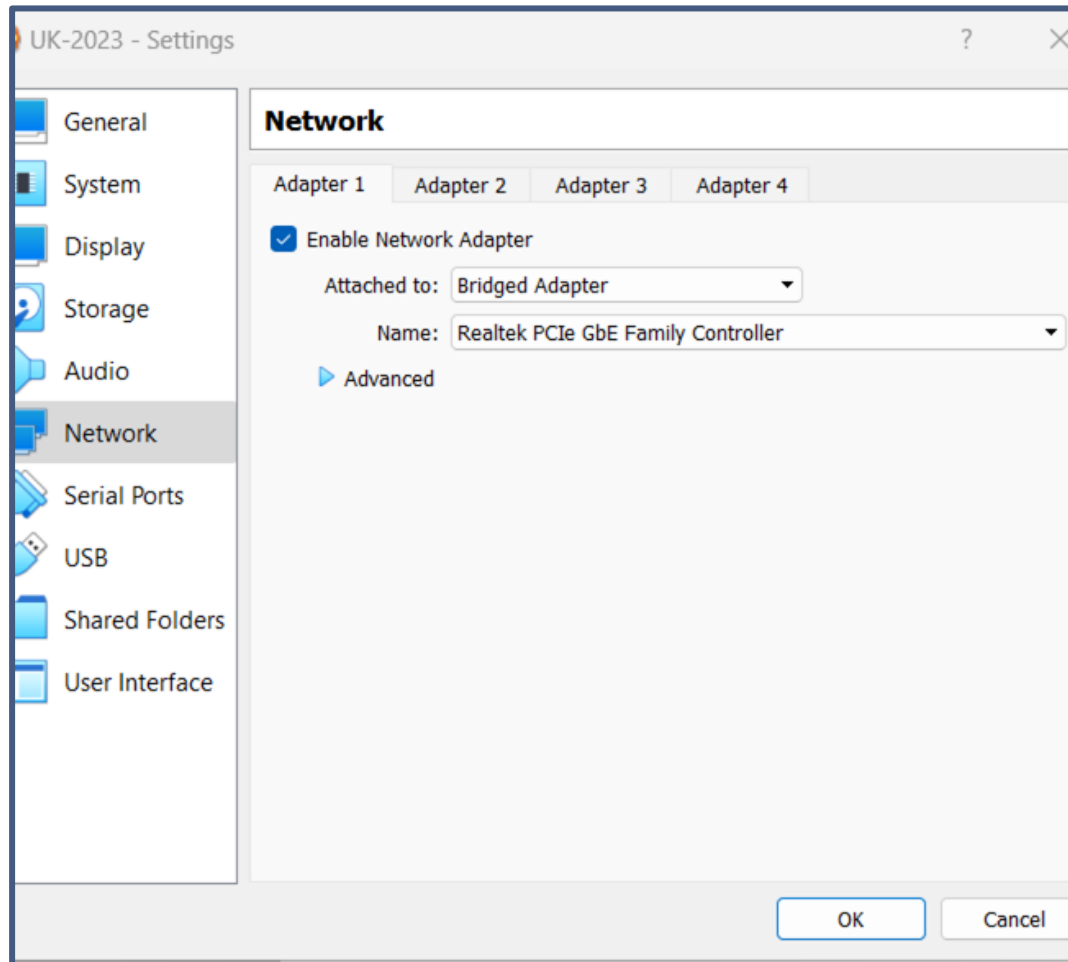 UK-2023 - Settings
?
General
System
Display
Storage
Audio
Network
Serial Ports
USB
Shared Folders
User Interface
Network
Adapter 1 Adapter 2 Adapter 3 Adapter 4
Enable Network Adapter
Attached to: Bridged Adapter
Name: Realtek PCIe GbE Family Controller
Advanced
OK Cancel